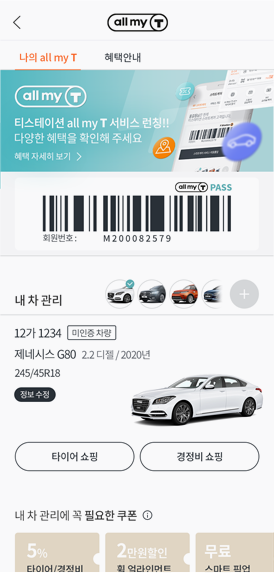 all my T
나의 all my T
혜택안내
all my T
티스테이션 all my T 서비스 런칭!!
다양한 혜택을 확인해 주세요
혜택 자세히 보기
all my T PASS
회원번호 : M200082579
내 차 관리
12가 1234 미인증 차량
제네시스 G80 2.2 디젤 / 2020년
245/45R18
정보 수정
타이어 쇼핑
경정비 쇼핑
내 차 관리에 꼭 필요한 쿠폰
5% 2만원할인 무료
타이어/경정비 휠 얼라인먼트 스마트 픽업